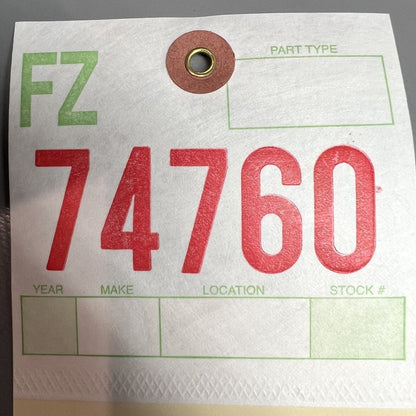 FZ
PART TYPE
74760
YEAR MAKE LOCATION STOCK #